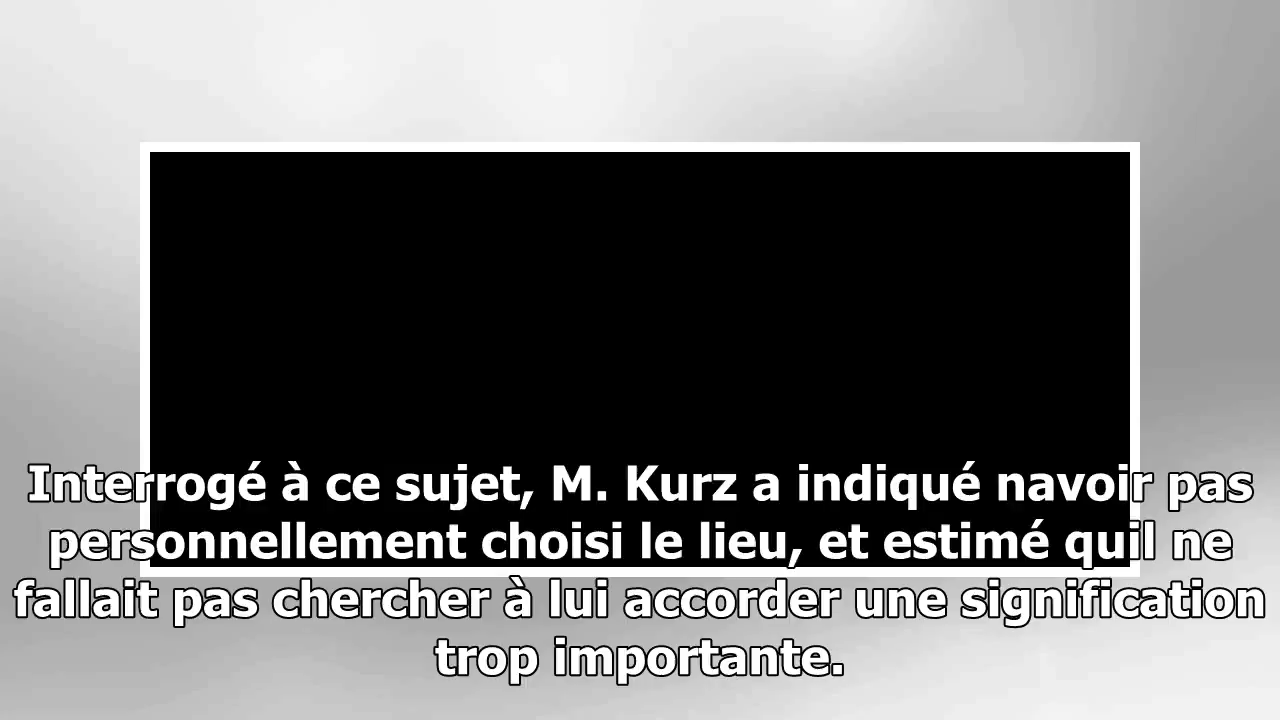 Interrogé à ce sujet, M. Kurz a indiqué navoir pas
personnellement choisi le lieu, et estimé quil ne
fallait pas chercher à lui accorder une signification
trop importante.